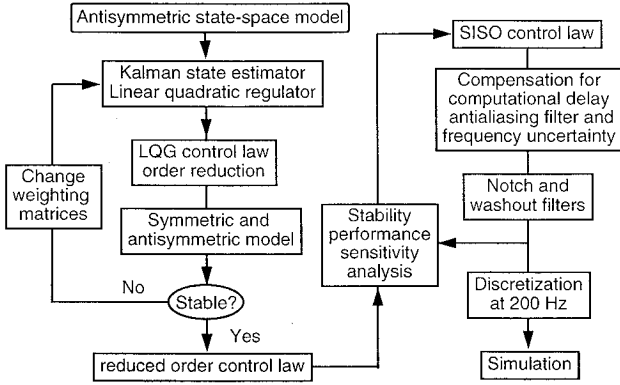 Antisymmetric state-space model
Kalman state estimator
Linear quadratic regulator
LQG control law
order reduction
Change
weighting
matrices
Symmetric and
antisymmetric model
No
Stable?
Yes
reduced order control law
Stability
performance
sensitivity
analysis
SISO control law
Compensation for
computational delay
antialiasing filter and
frequency uncertainty
Notch and
washout filters
Discretization
at 200 Hz
Simulation